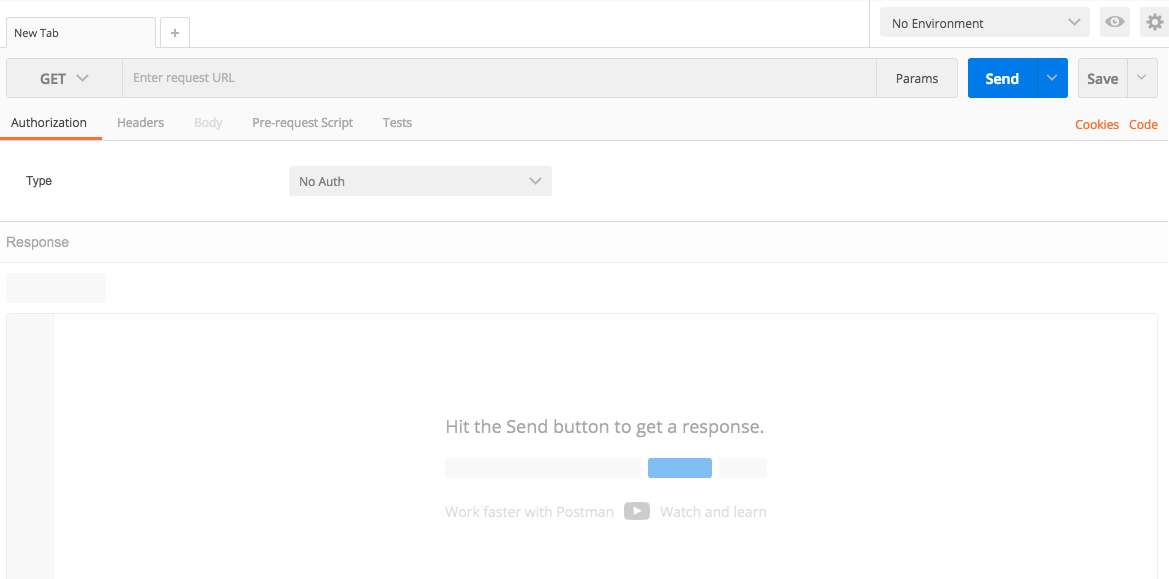 New Tab
+
No Environment
GET
Enter request URL
Params
Send
Save
Authorization
Headers
Body
Pre-request Script
Tests
Cookies
Code
Type
No Auth
Response
Hit the Send button to get a response.
Work faster with Postman
Watch and learn